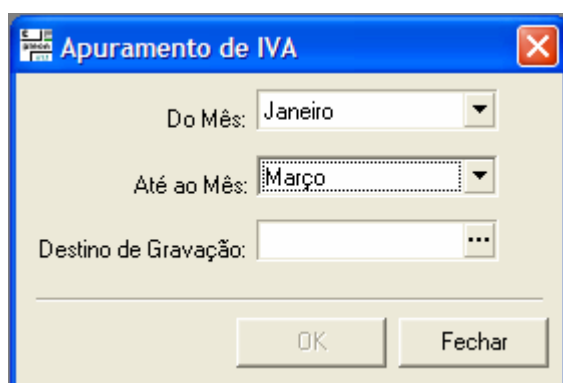 Apuramento de IVA
Do Mês: Janeiro
Até ao Mês: Março
Destino de Gravação: ...
OK Fechar